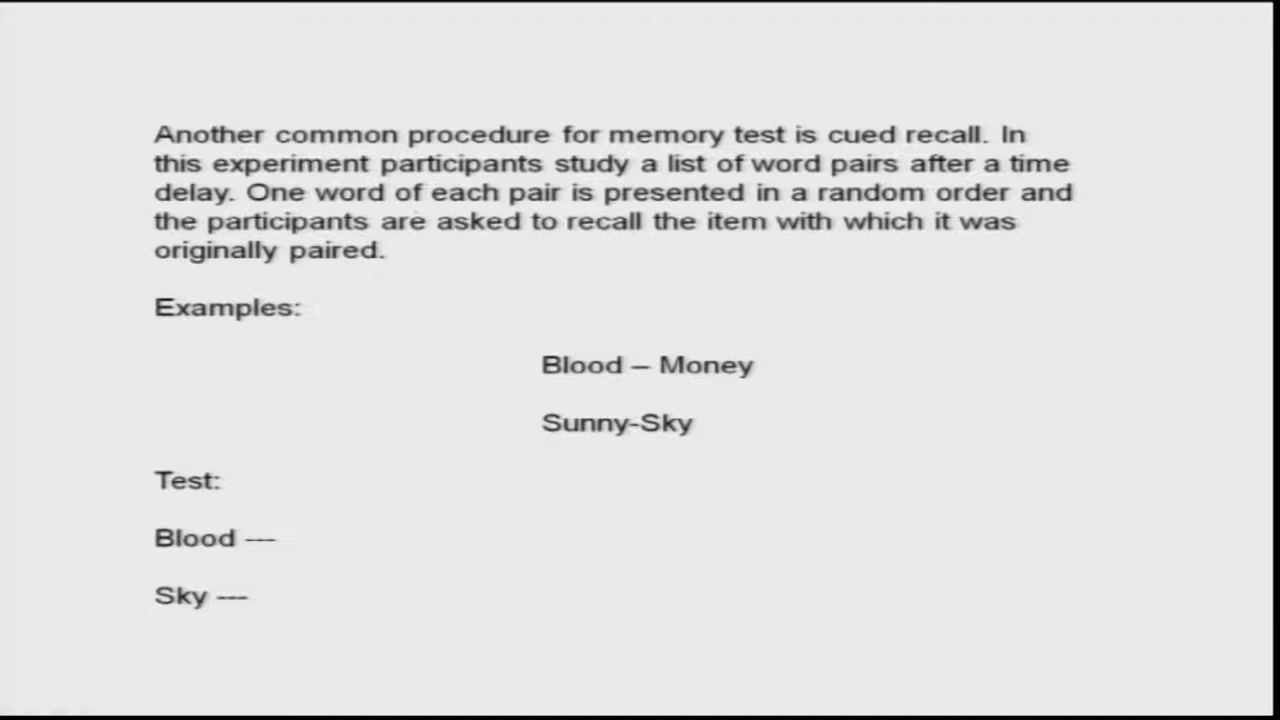 Another common procedure for memory test is cued recall. In
this experiment participants study a list of word pairs after a time
delay. One word of each pair is presented in a random order and
the participants are asked to recall the item with which it was
originally paired.
Examples:
Blood – Money
Sunny-Sky
Test:
Blood ---
Sky ---